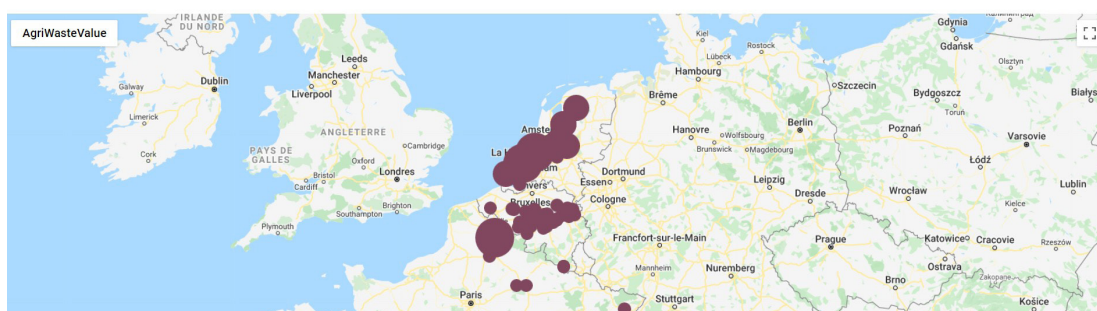 AgriWasteValue
IRLANDE
DU NORD
Dublin
Galway
Limerick
Cork
Leeds
Manchester
Liverpool
ANGLETERRE
PAYS DE
GALLES
Cambridge
Oxford
Bristol
Cardiff
Londres
Southampton
Brighton
Plymouth
Kiel
Rostock
Lübeck
Hambourg
Brême
Amste
La
Hanovre
Wolfsburg
Brunswick
Magdebourg
Berlin
Essen
Dortmund
Cologne
Leipzig
Dresde
Bruxelles
Francfort-sur-le-Main
Mannheim
Nuremberg
Stuttgart
Paris
Prague
Brno
Gdynia
Gdańsk
Olsztyn
Szczecin
Bydgoszcz
Toruń
Białys
Poznań
Varsovie
Łódź
Lublin
Wrocław
Kielce
Katowice
Cracovie
Rzeszów
Ostrava
Zakopane
Košice